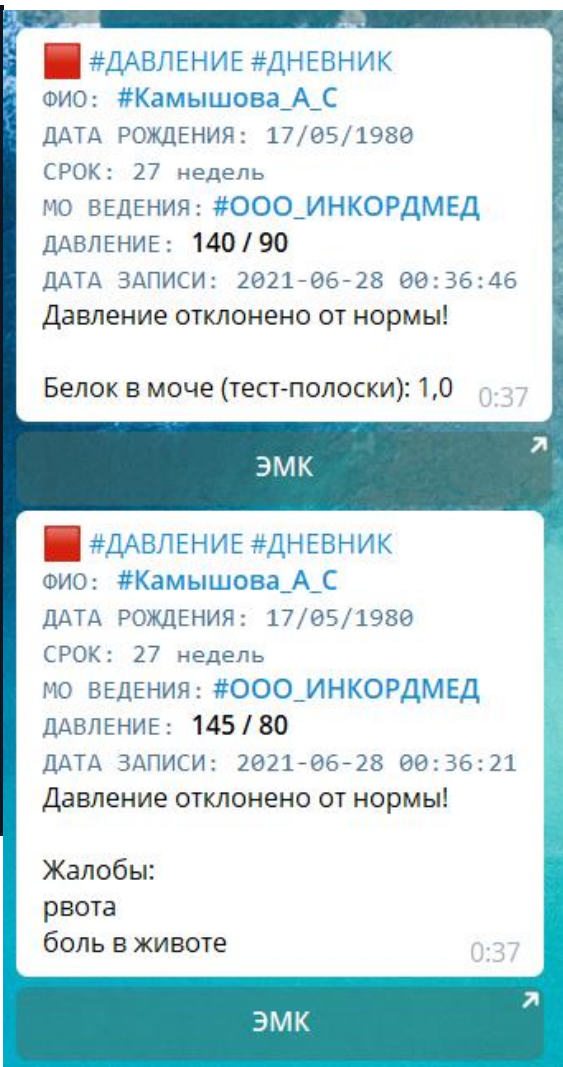 #ДАВЛЕНИЕ #ДНЕВНИК
ФИО: #Камышова_А_С
ДАТА РОЖДЕНИЯ: 17/05/1980
СРОК: 27 недель
МО ВЕДЕНИЯ: #ООО_ИНКОРДМЕД
ДАВЛЕНИЕ: 140 / 90
ДАТА ЗАПИСИ: 2021-06-28 00:36:46
Давление отклонено от нормы!
Белок в моче (тест-полоски): 1,0 0:37
ЭМК
#ДАВЛЕНИЕ #ДНЕВНИК
ФИО: #Камышова_А_С
ДАТА РОЖДЕНИЯ: 17/05/1980
СРОК: 27 недель
МО ВЕДЕНИЯ: #ООО_ИНКОРДМЕД
ДАВЛЕНИЕ: 145 / 80
ДАТА ЗАПИСИ: 2021-06-28 00:36:21
Давление отклонено от нормы!
Жалобы:
рвота
боль в животе 0:37
ЭМК